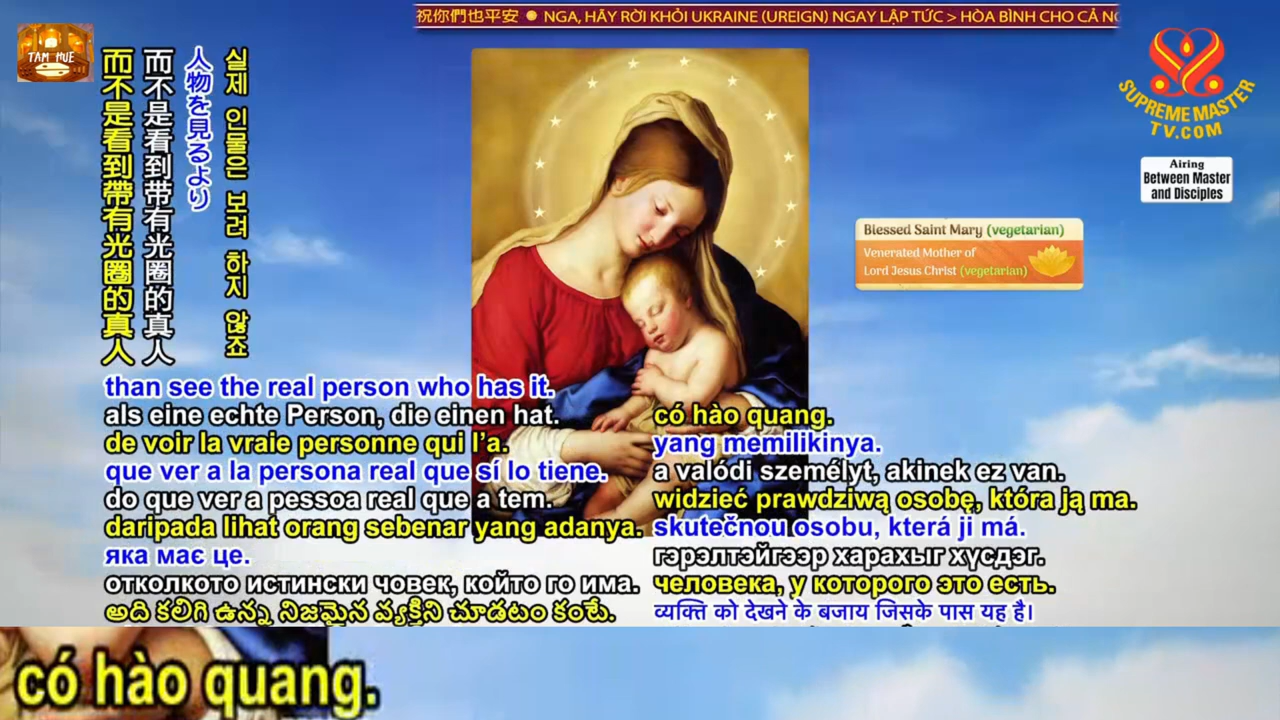 祝你們也平安 ● NGA, HÃY RỜI KHỎI UKRAINE (UREIGN) NGAY LẬP TỨC > HÒA BÌNH CHO CẢ
TAM HUE
SUPREME MASTER
TV.COM
Airing
Between Master
and Disciples
Blessed Saint Mary (vegetarian)
Venerated Mother of
Lord Jesus Christ (vegetarian)
而不是看到帶有光圈的真人
而不是看到带有光圈的真人
人物を見るより
실제 인물은 보려 하지 않죠
than see the real person who has it.
als eine echte Person, die einen hat.
de voir la vraie personne qui l’a.
que ver a la persona real que sí lo tiene.
do que ver a pessoa real que a tem.
daripada lihat orang sebenar yang adanya.
яка має це.
отколкото истински човек, който го има.
అది కలిగి ఉన్న నిజమైన వ్యక్తిని చూడటం కంటే.
có hào quang.
yang memilikinya.
a valódi személyt, akinek ez van.
widzieć prawdziwą osobę, która ją ma.
skutečnou osobu, která ji má.
гэрэлтэйгээр харахыг хүсдэг.
человека, у которого это есть.
व्यक्ति को देखने के बजाय जिसके पास यह है।
có hào quang.